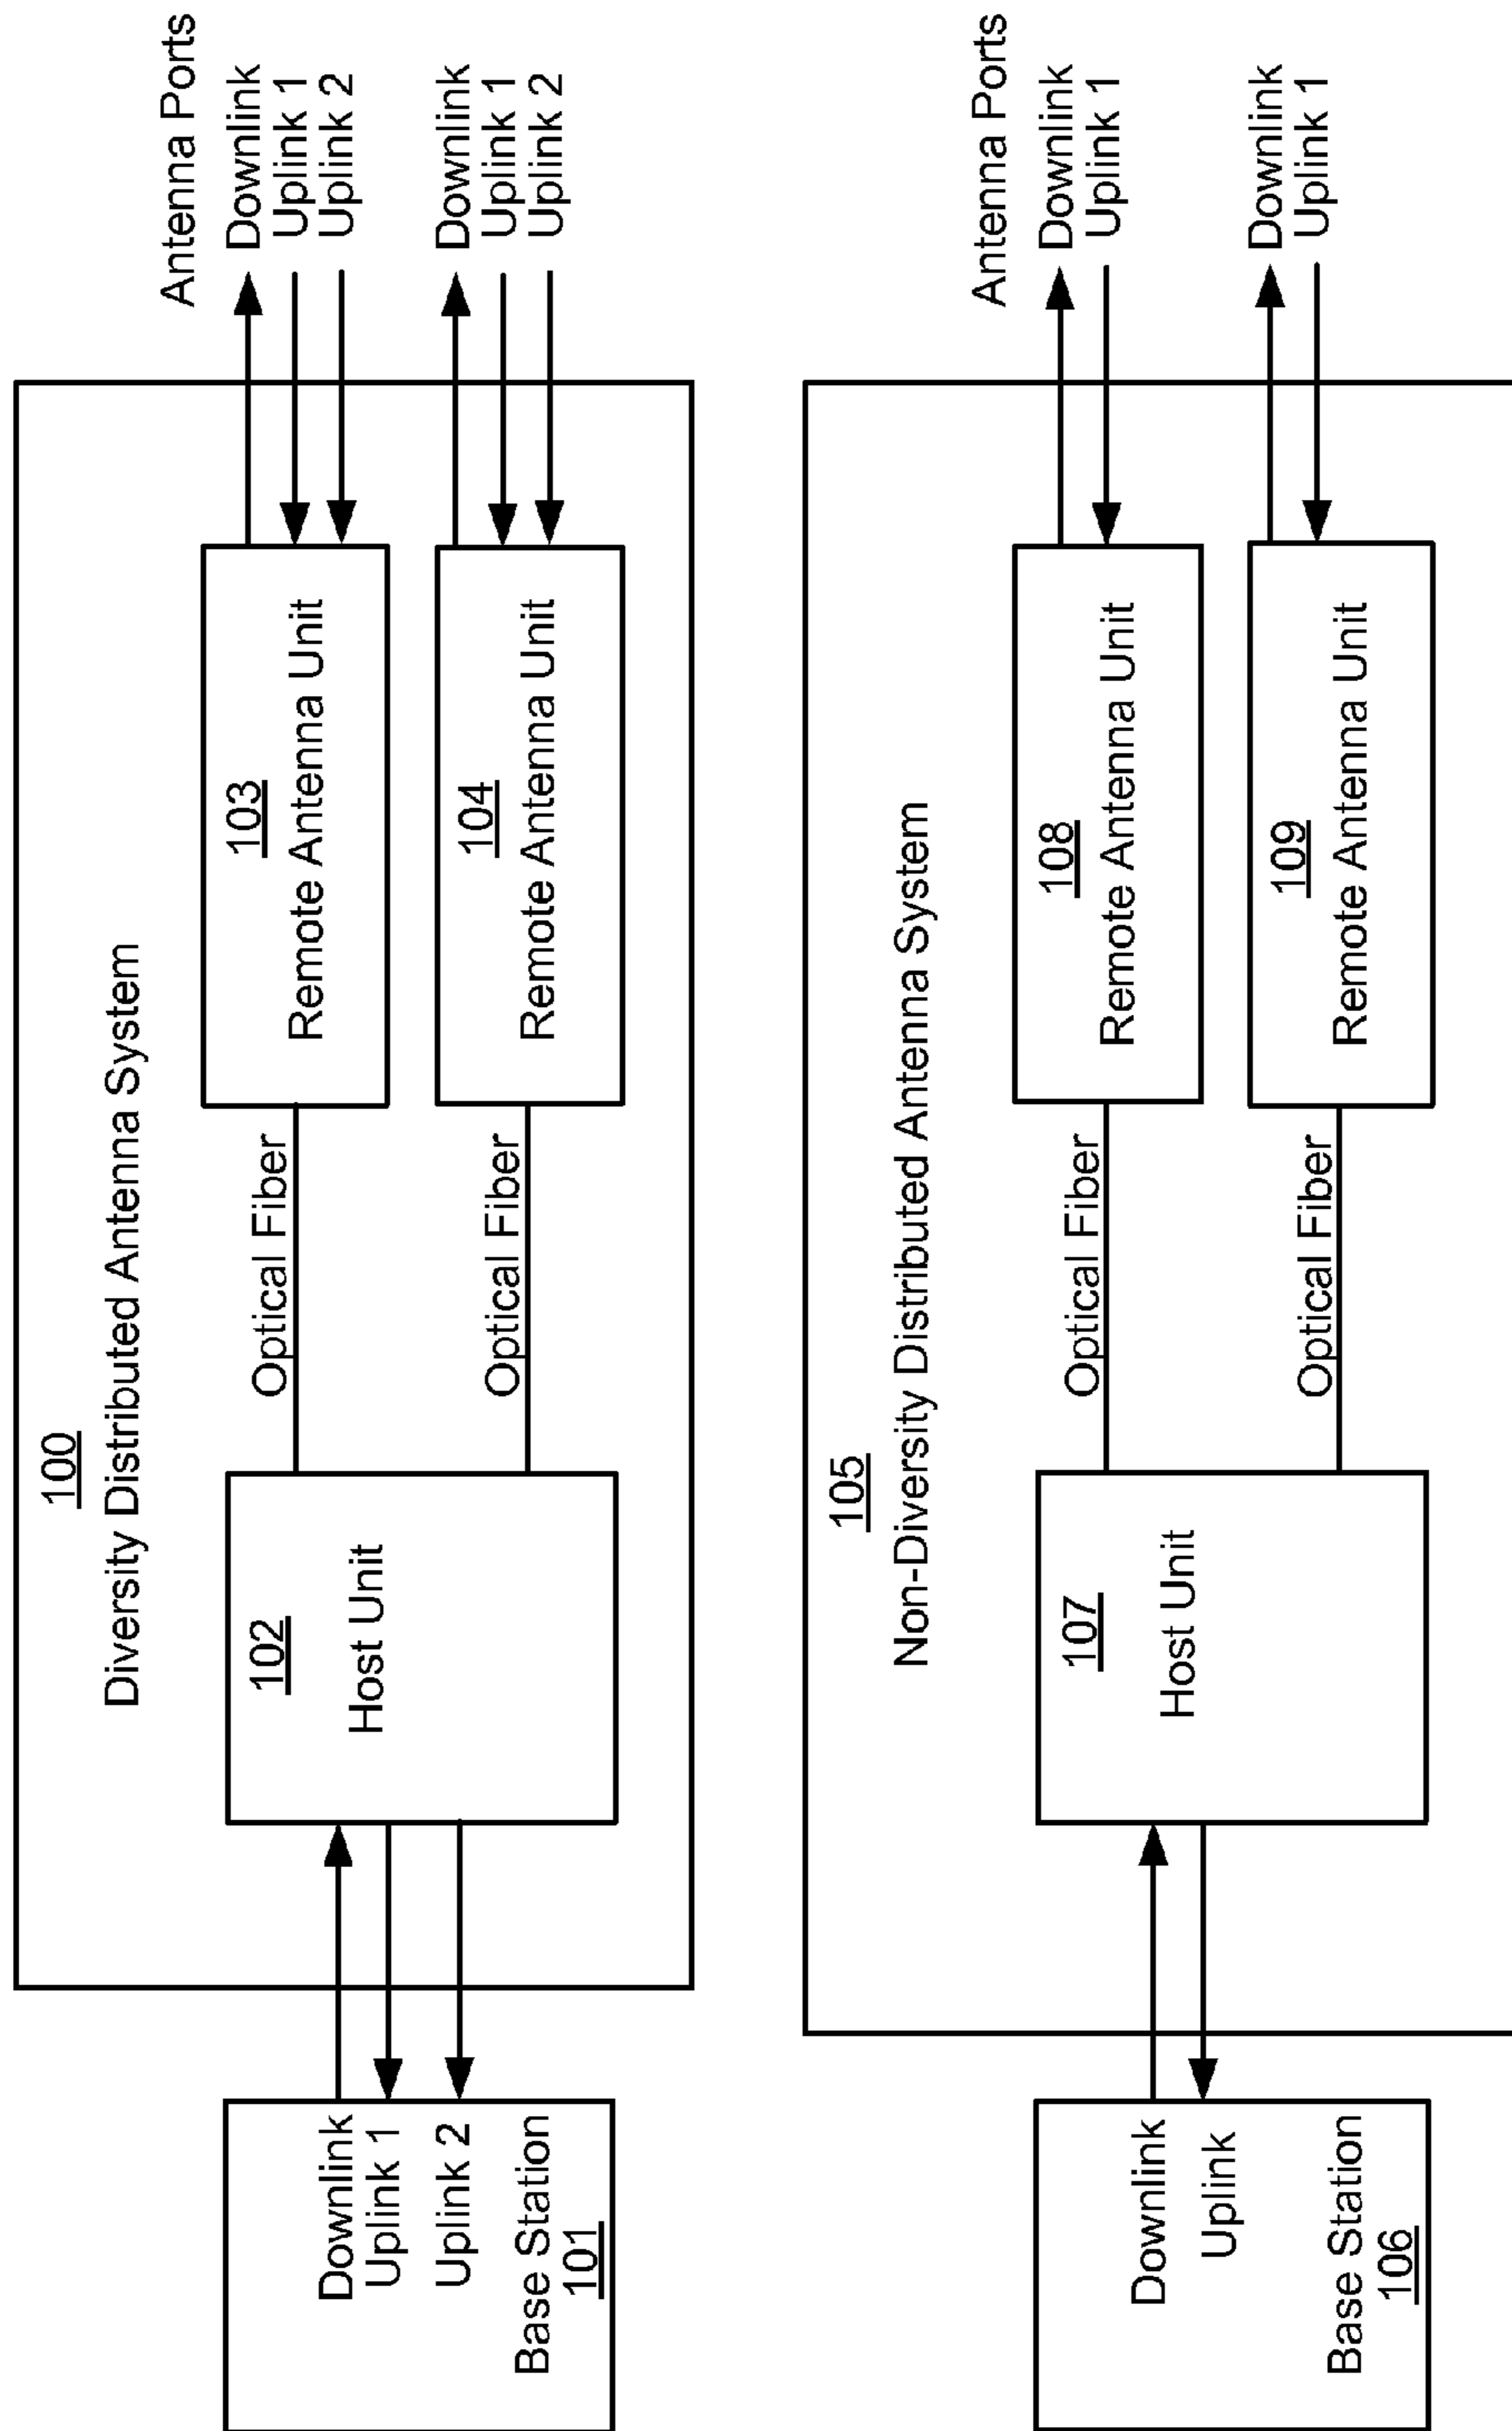 100
Diversity Distributed Antenna System
Antenna Ports
Downlink
Uplink 1
Uplink 2
Base Station
101
102
Host Unit
Optical Fiber
103
Remote Antenna Unit
Downlink
Uplink 1
Uplink 2
Optical Fiber
104
Remote Antenna Unit
Downlink
Uplink 1
Uplink 2
105
Non-Diversity Distributed Antenna System
Antenna Ports
Downlink
Uplink
Base Station
106
107
Host Unit
Optical Fiber
108
Remote Antenna Unit
Downlink
Uplink 1
Optical Fiber
109
Remote Antenna Unit
Downlink
Uplink 1